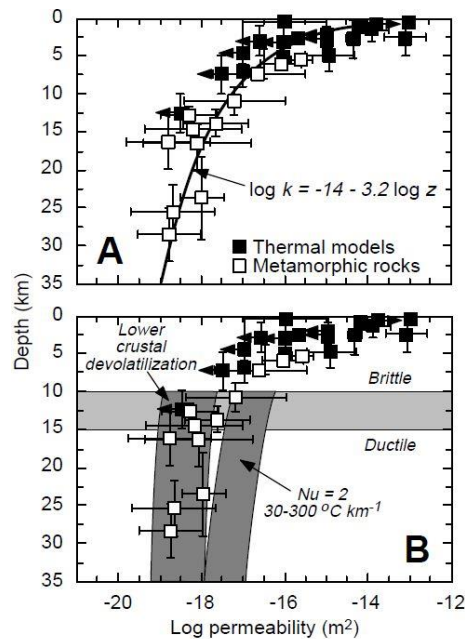 0
5
10
15
20
25
30
35
A
log k = -14 - 3.2 log z
Thermal models
Metamorphic rocks
Depth (km)
0
5
10
15
20
25
30
35
Lower
crustal
devolatilization
Brittle
Ductile
Nu = 2
30-300 °C km⁻¹
B
-20
-18
-16
-14
-12
Log permeability (m²)